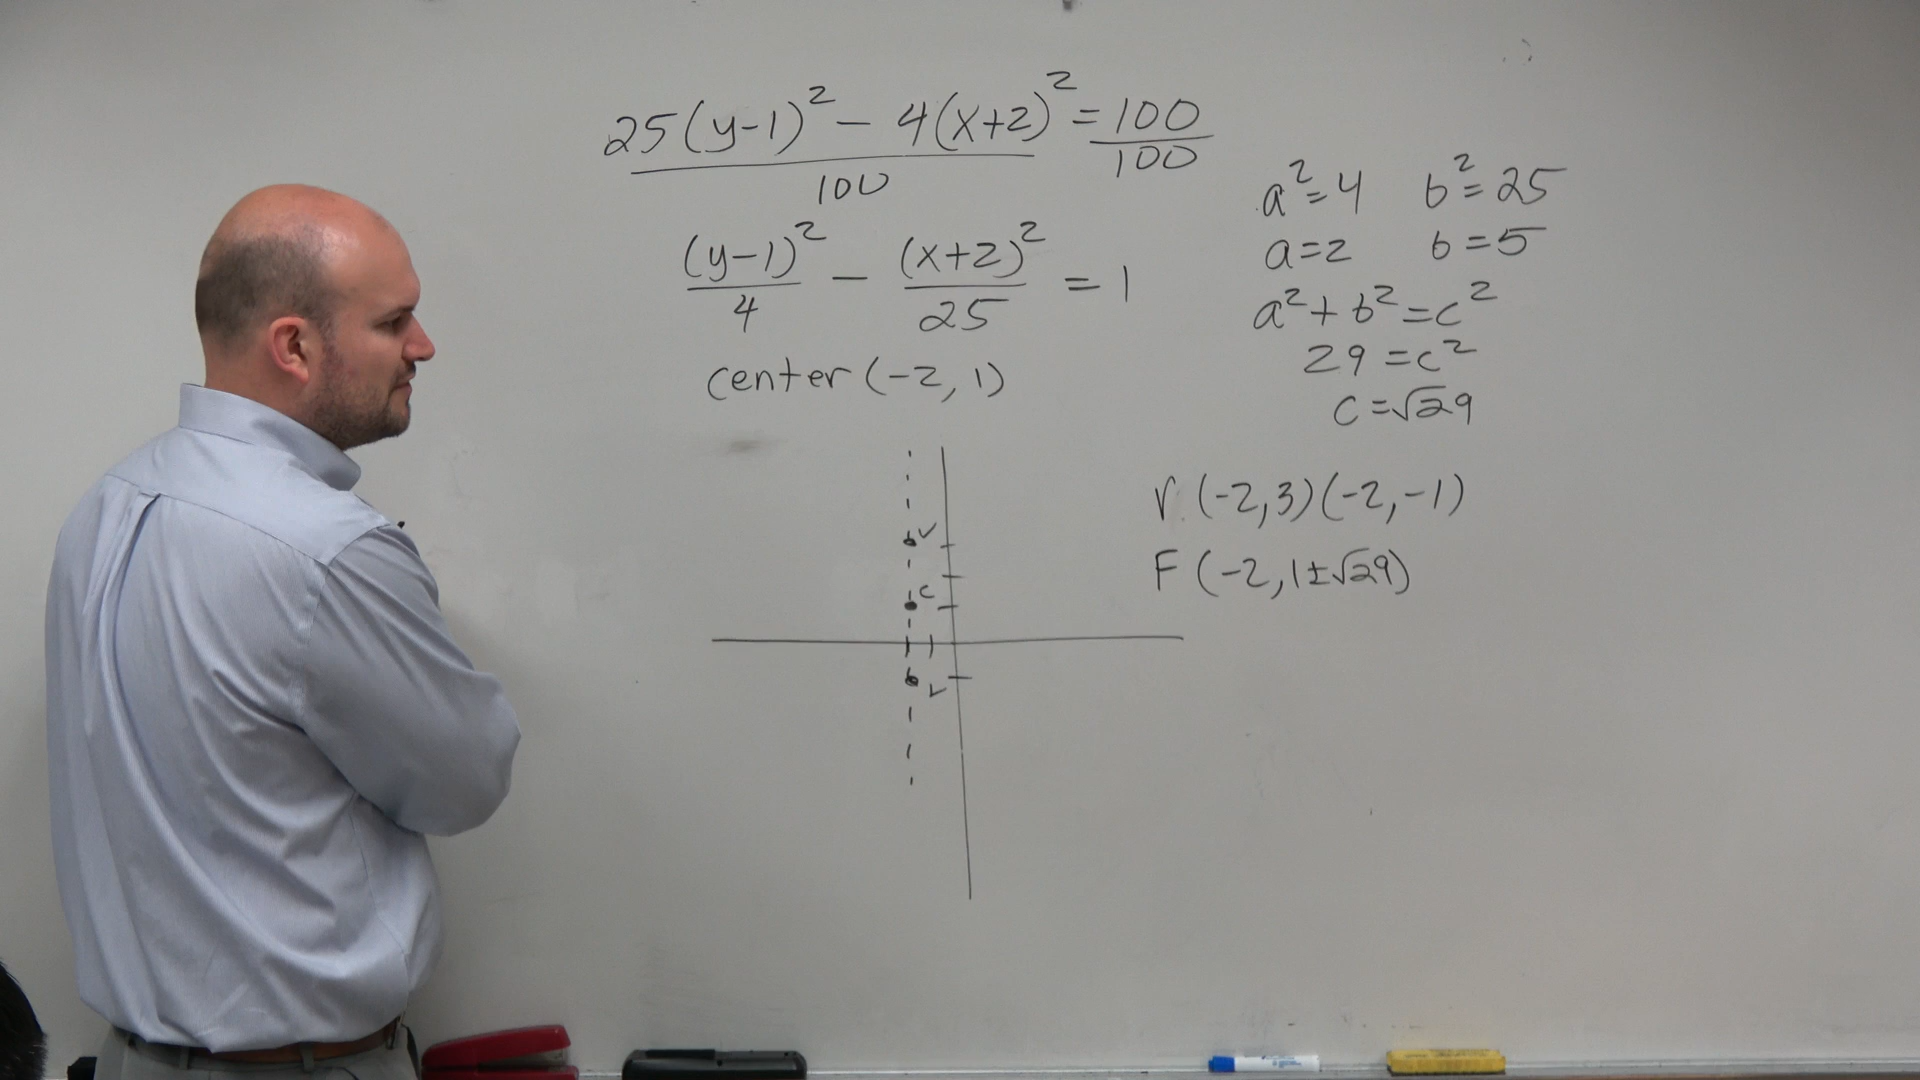 25(y-1)² - 4(x+2)² = 100
100 100
(y-1)² - (x+2)² = 1
4 25
center (-2, 1)
a²=4 b²=25
a=2 b=5
a²+b²=c²
29=c²
c=√29
V (-2,3)(-2,-1)
F (-2,1±√29)
V
C
V